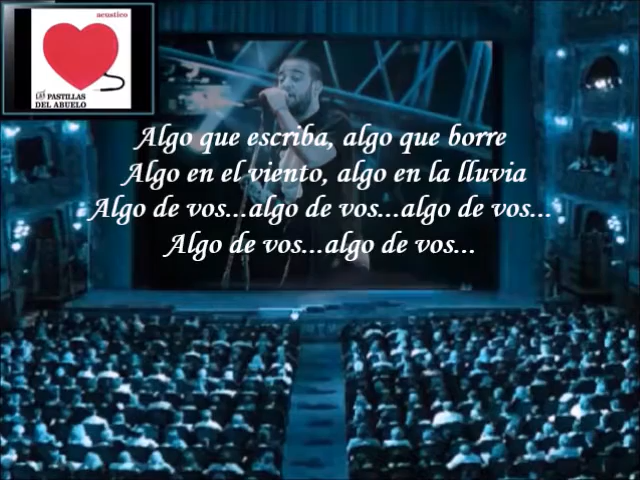 acustico
LAS PASTILLAS
DEL ABUELO
Algo que escriba, algo que borre
Algo en el viento, algo en la lluvia
Algo de vos...algo de vos...algo de vos...
Algo de vos...algo de vos...